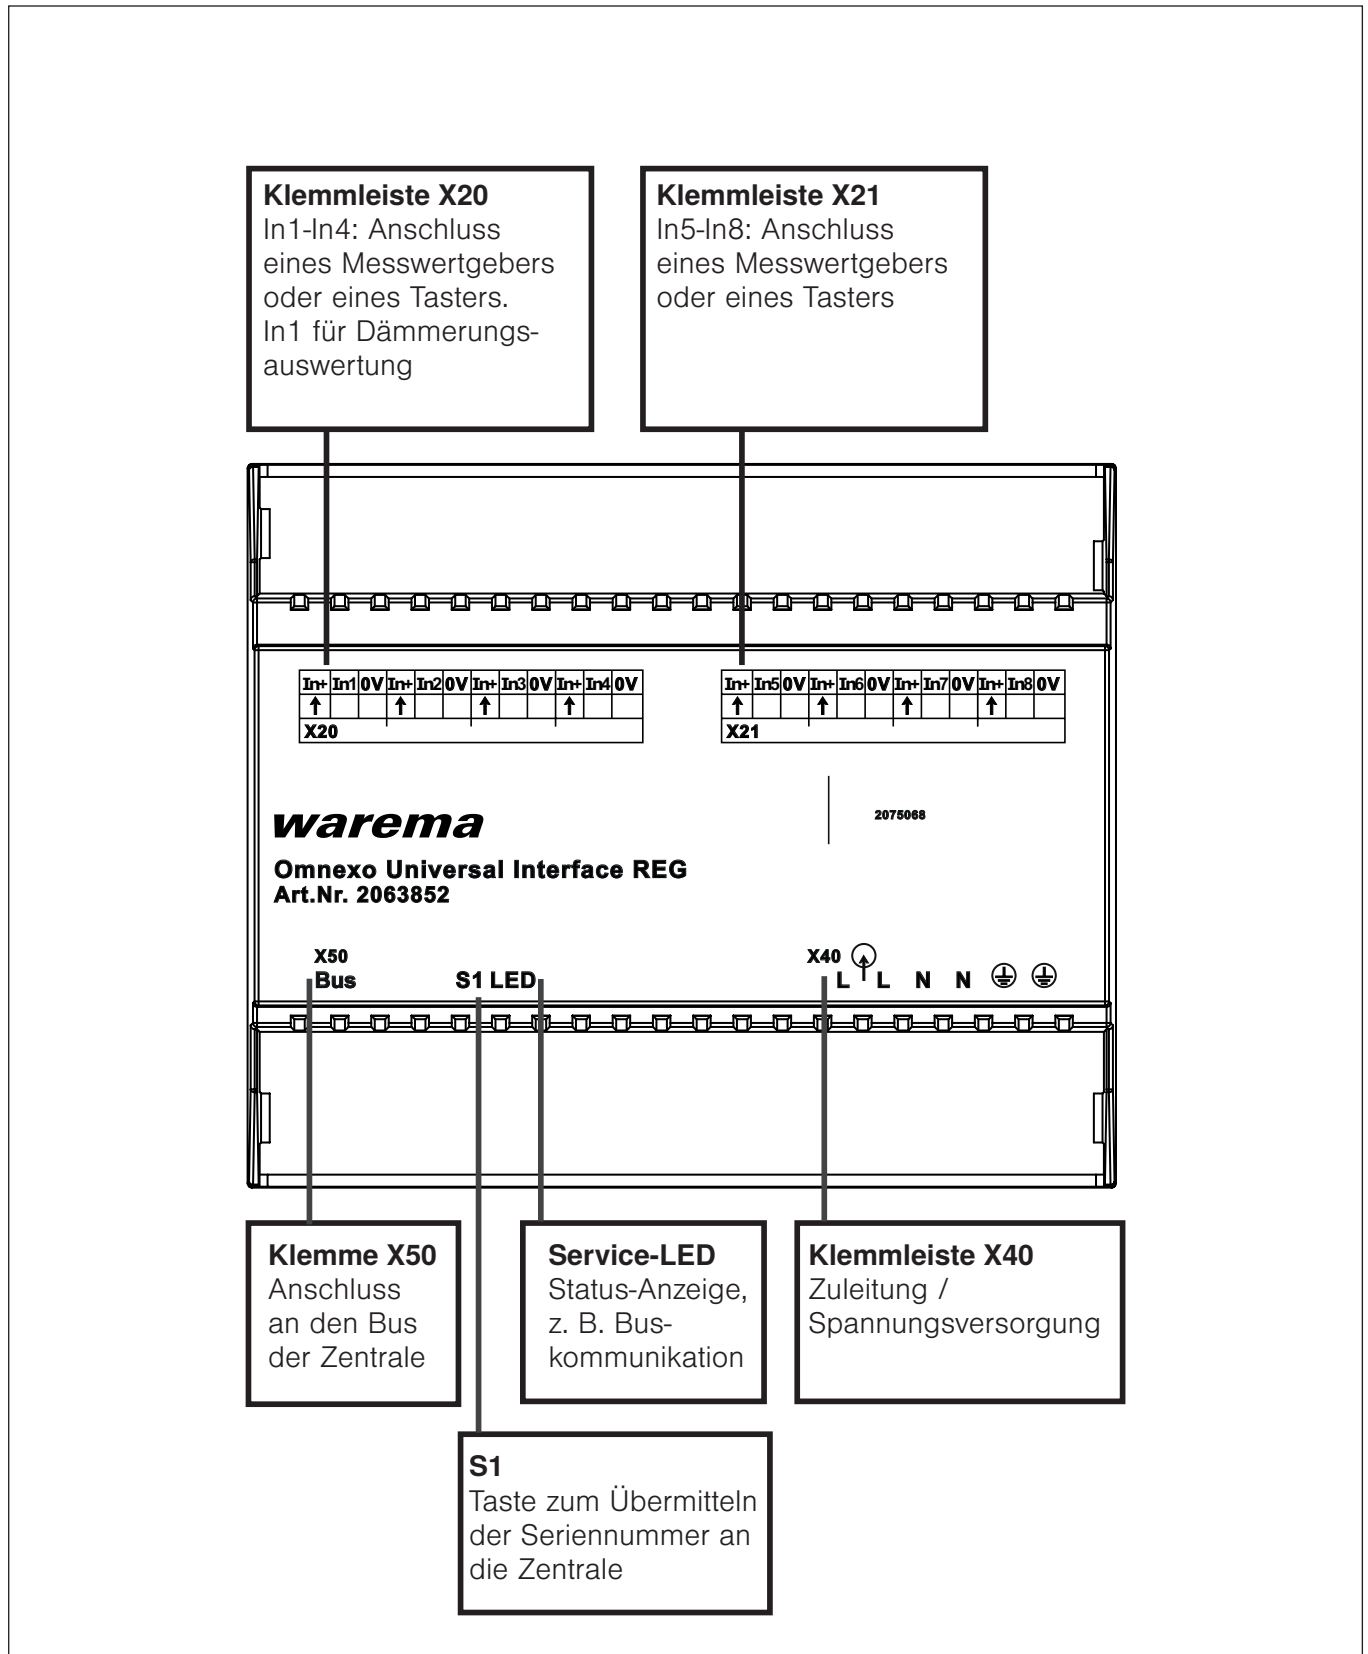 Klemmleiste X20
In1-In4: Anschluss
eines Messwertgebers
oder eines Tasters.
In1 für Dämmerungs-
auswertung
Klemmleiste X21
In5-In8: Anschluss
eines Messwertgebers
oder eines Tasters
In+ In1 0V In+ In2 0V In+ In3 0V In+ In4 0V
X20
In+ In5 0V In+ In6 0V In+ In7 0V In+ In8 0V
X21
warema
2075068
Omnexo Universal Interface REG
Art.Nr. 2063852
X50
Bus
S1 LED
X40
L L N N
Klemme X50
Anschluss
an den Bus
der Zentrale
Service-LED
Status-Anzeige,
z. B. Bus-
kommunikation
Klemmleiste X40
Zuleitung /
Spannungsversorgung
S1
Taste zum Übermitteln
der Seriennummer an
die Zentrale